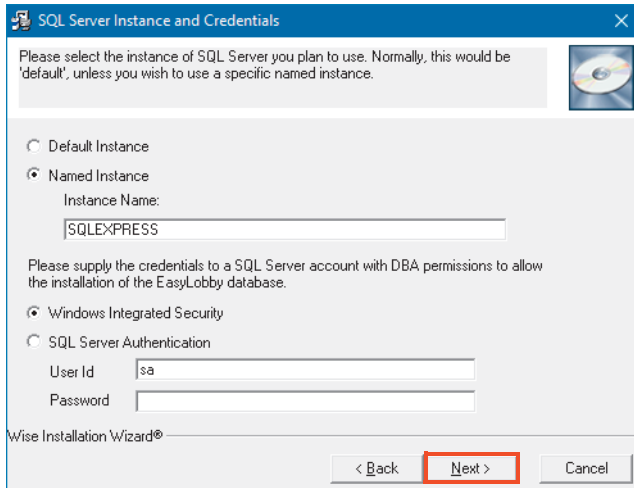 SQL Server Instance and Credentials
Please select the instance of SQL Server you plan to use. Normally, this would be
'default', unless you wish to use a specific named instance.
Default Instance
Named Instance
Instance Name:
SQLEXPRESS
Please supply the credentials to a SQL Server account with DBA permissions to allow
the installation of the EasyLobby database.
Windows Integrated Security
SQL Server Authentication
User Id
sa
Password
Wise Installation Wizard®
< Back
Next >
Cancel